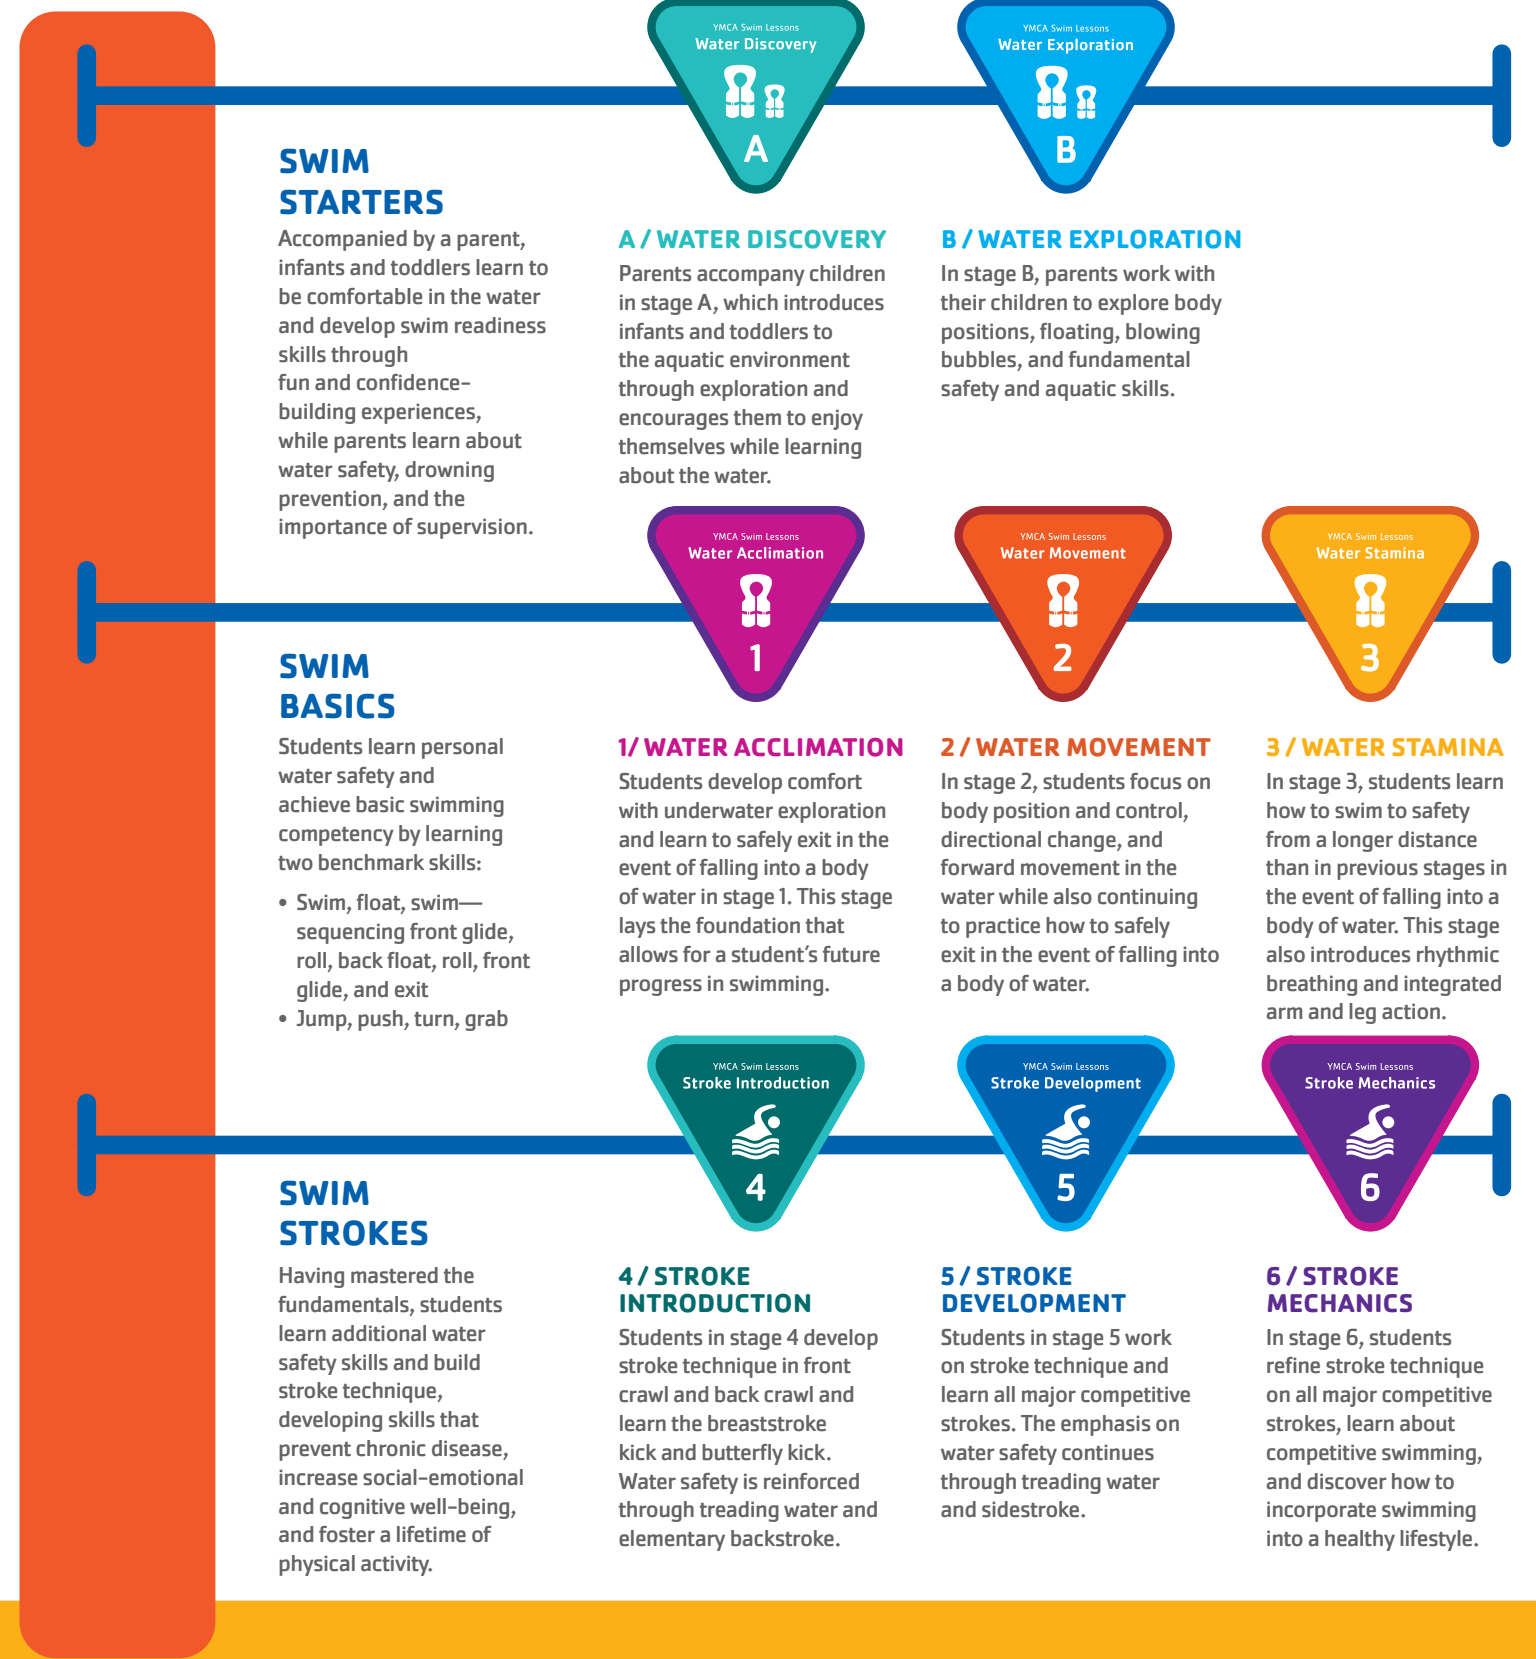 YMCA Swim Lessons
Water Discovery
A
YMCA Swim Lessons
Water Exploration
B
SWIM
STARTERS
Accompanied by a parent,
infants and toddlers learn to
be comfortable in the water
and develop swim readiness
skills through
fun and confidence-
building experiences,
while parents learn about
water safety, drowning
prevention, and the
importance of supervision.
A / WATER DISCOVERY
Parents accompany children
in stage A, which introduces
infants and toddlers to
the aquatic environment
through exploration and
encourages them to enjoy
themselves while learning
about the water.
B / WATER EXPLORATION
In stage B, parents work with
their children to explore body
positions, floating, blowing
bubbles, and fundamental
safety and aquatic skills.
YMCA Swim Lessons
Water Acclimation
1
YMCA Swim Lessons
Water Movement
2
YMCA Swim Lessons
Water Stamina
3
SWIM
BASICS
Students learn personal
water safety and
achieve basic swimming
competency by learning
two benchmark skills:
• Swim, float, swim—
sequencing front glide,
roll, back float, roll, front
glide, and exit
• Jump, push, turn, grab
1/ WATER ACCLIMATION
Students develop comfort
with underwater exploration
and learn to safely exit in the
event of falling into a body
of water in stage 1. This stage
lays the foundation that
allows for a student’s future
progress in swimming.
2 / WATER MOVEMENT
In stage 2, students focus on
body position and control,
directional change, and
forward movement in the
water while also continuing
to practice how to safely
exit in the event of falling into
a body of water.
3 / WATER STAMINA
In stage 3, students learn
how to swim to safety
from a longer distance
than in previous stages in
the event of falling into a
body of water. This stage
also introduces rhythmic
breathing and integrated
arm and leg action.
YMCA Swim Lessons
Stroke Introduction
4
YMCA Swim Lessons
Stroke Development
5
YMCA Swim Lessons
Stroke Mechanics
6
SWIM
STROKES
Having mastered the
fundamentals, students
learn additional water
safety skills and build
stroke technique,
developing skills that
prevent chronic disease,
increase social-emotional
and cognitive well-being,
and foster a lifetime of
physical activity.
4 / STROKE
INTRODUCTION
Students in stage 4 develop
stroke technique in front
crawl and back crawl and
learn the breaststroke
kick and butterfly kick.
Water safety is reinforced
through treading water and
elementary backstroke.
5 / STROKE
DEVELOPMENT
Students in stage 5 work
on stroke technique and
learn all major competitive
strokes. The emphasis on
water safety continues
through treading water
and sidestroke.
6 / STROKE
MECHANICS
In stage 6, students
refine stroke technique
on all major competitive
strokes, learn about
competitive swimming,
and discover how to
incorporate swimming
into a healthy lifestyle.